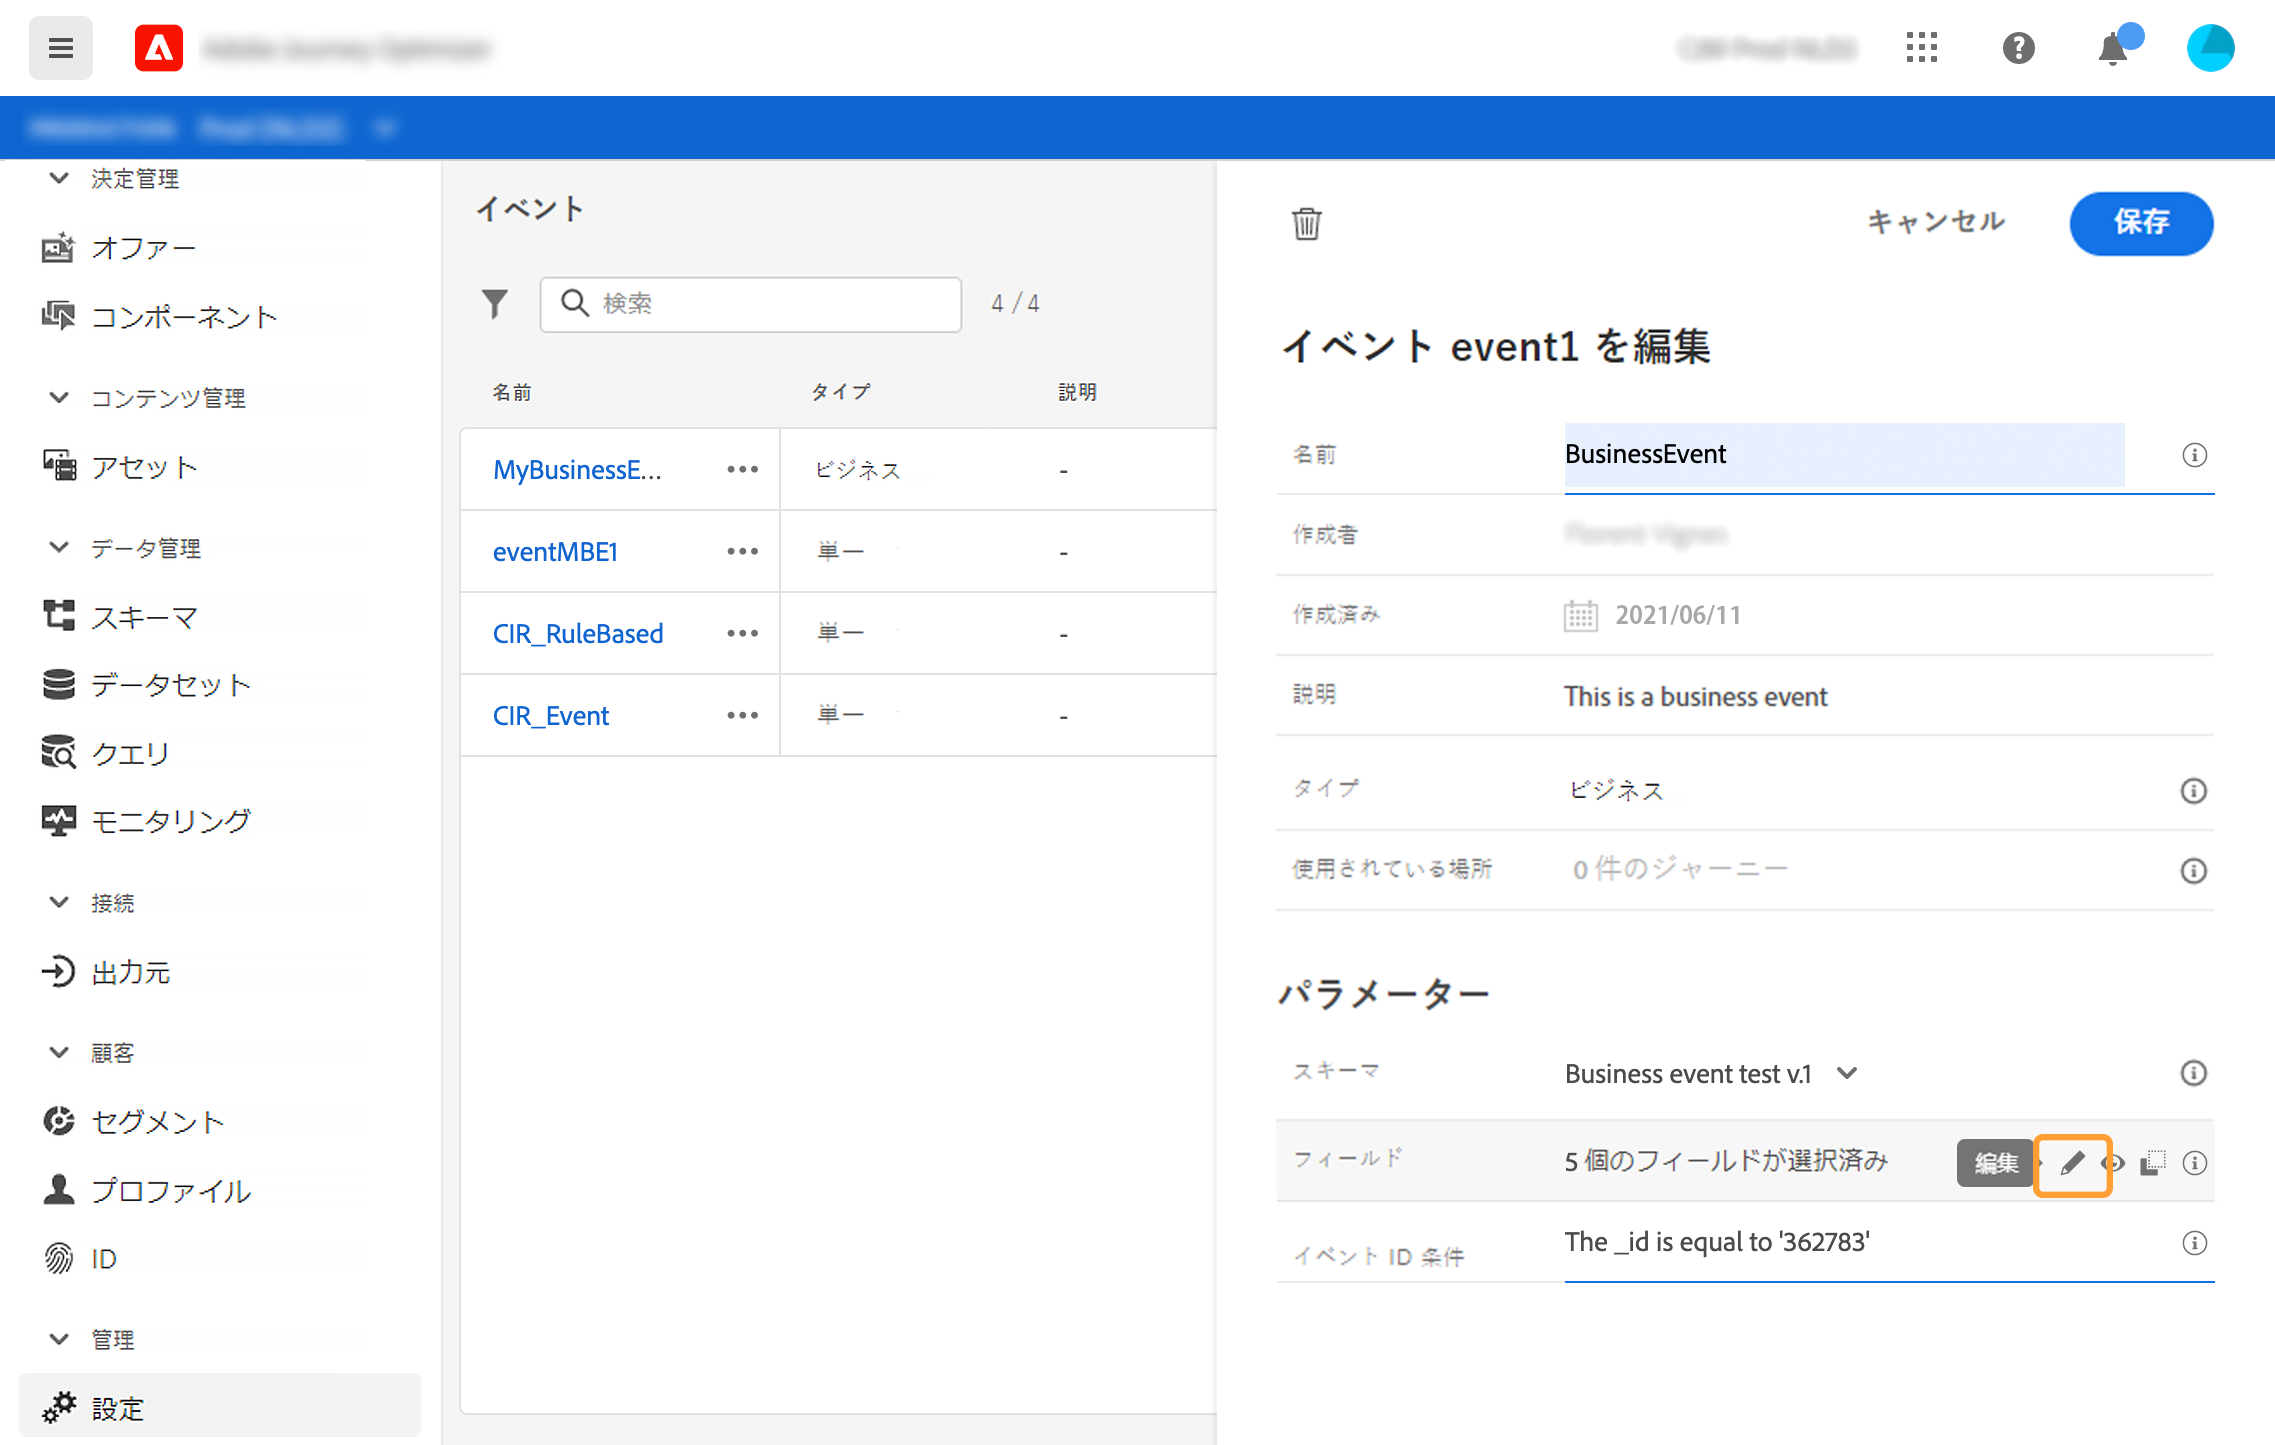 決定管理
オファー
コンポーネント
コンテンツ管理
アセット
データ管理
スキーマ
データセット
クエリ
モニタリング
接続
出力元
顧客
セグメント
プロファイル
ID
管理
設定
イベント
検索
4 / 4
名前 タイプ 説明
MyBusinessE... ビジネス -
eventMBE1 単一 -
CIR_RuleBased 単一 -
CIR_Event 単一 -
キャンセル 保存
イベント event1 を編集
名前 BusinessEvent
作成者
作成済み 2021/06/11
説明 This is a business event
タイプ ビジネス
使用されている場所 0 件のジャーニー
パラメーター
スキーマ Business event test v.1
フィールド 5 個のフィールドが選択済み 編集
イベント ID 条件 The _id is equal to '362783'